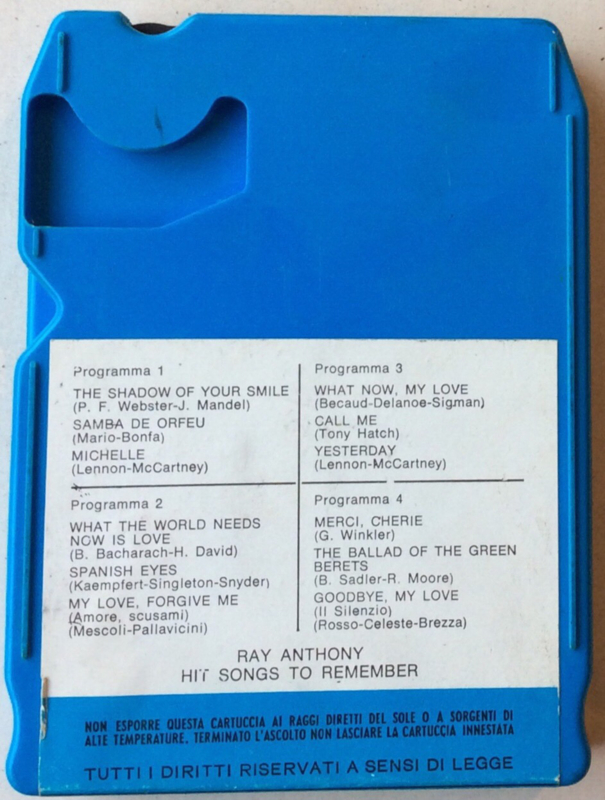 Programma 1
THE SHADOW OF YOUR SMILE
(P. F. Webster-J. Mandel)
SAMBA DE ORFEU
(Mario-Bonfa)
MICHELLE
(Lennon-McCartney)
Programma 2
WHAT THE WORLD NEEDS
NOW IS LOVE
(B. Bacharach-H. David)
SPANISH EYES
(Kaempfert-Singleton-Snyder)
MY LOVE, FORGIVE ME
(Amore, scusami)
(Mescoli-Pallavicini)
Programma 3
WHAT NOW, MY LOVE
(Becaud-Delanoe-Sigman)
CALL ME
(Tony Hatch)
YESTERDAY
(Lennon-McCartney)
Programma 4
MERCI, CHERIE
(G. Winkler)
THE BALLAD OF THE GREEN
BERETS
(B. Sadler-R. Moore)
GOODBYE, MY LOVE
(Il Silenzio)
(Rosso-Celeste-Brezza)
RAY ANTHONY
HIT SONGS TO REMEMBER
NON ESPORRE QUESTA CARTUCCIA AI RAGGI DIRETTI DEL SOLE O A SORGENTI DI
ALTE TEMPERATURE. TERMINATO L'ASCOLTO NON LASCIARE LA CARTUCCIA INNESTATA
TUTTI I DIRITTI RISERVATI A SENSI DI LEGGE